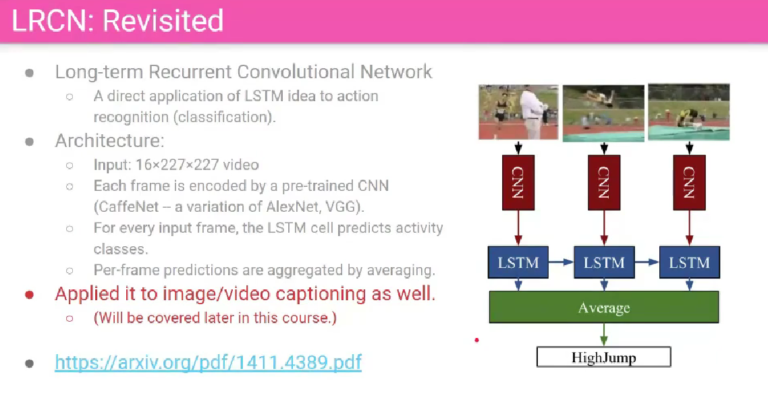 LRCN: Revisited
● Long-term Recurrent Convolutional Network
○ A direct application of LSTM idea to action
recognition (classification).
● Architecture:
○ Input: 16×227×227 video
○ Each frame is encoded by a pre-trained CNN
(CaffeNet – a variation of AlexNet, VGG).
○ For every input frame, the LSTM cell predicts activity
classes.
○ Per-frame predictions are aggregated by averaging.
● Applied it to image/video captioning as well.
○ (Will be covered later in this course.)
● https://arxiv.org/pdf/1411.4389.pdf
CNN CNN CNN
LSTM LSTM LSTM
Average
HighJump